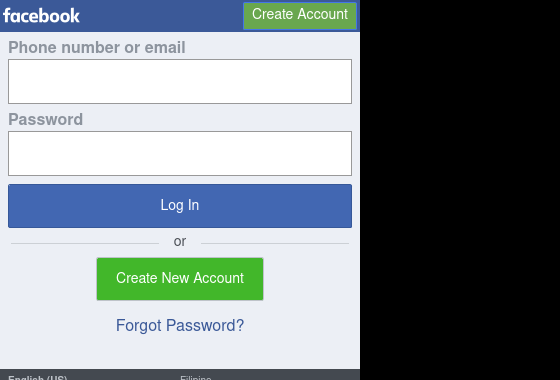 facebook
Create Account
Phone number or email
Password
Log In
or
Create New Account
Forgot Password?
English (US)
Filipino